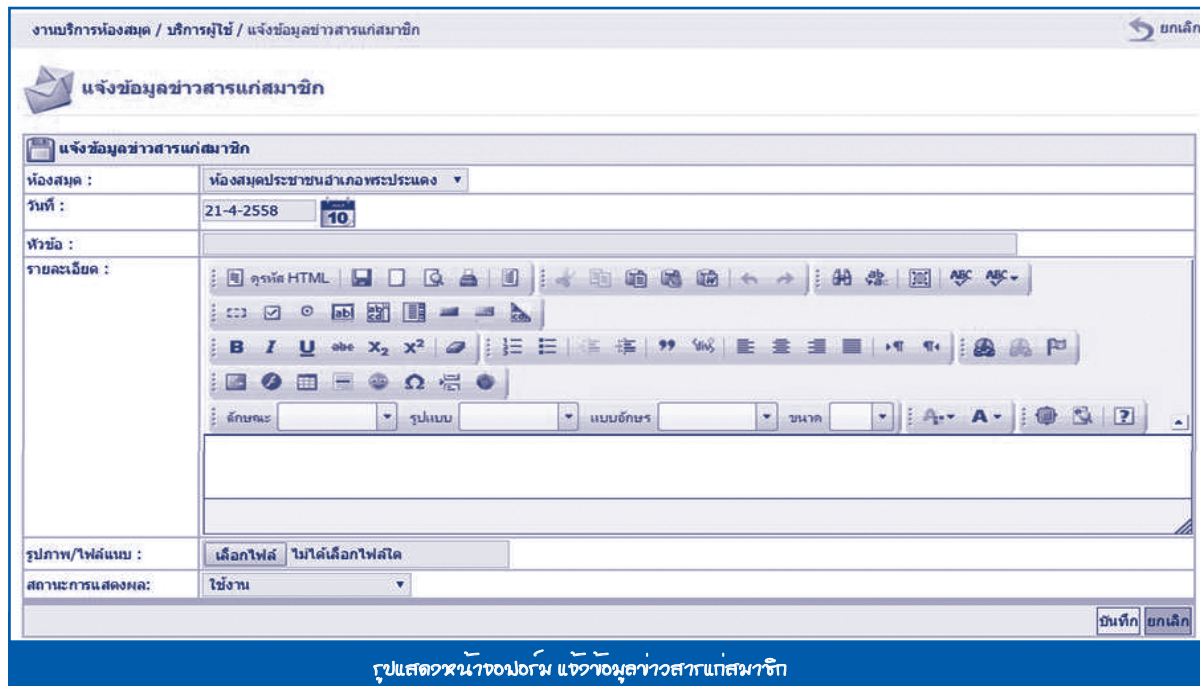 งานบริการห้องสมุด / บริการผู้ใช้ / แจ้งข้อมูลข่าวสารแก่สมาชิก ยกเลิก
แจ้งข้อมูลข่าวสารแก่สมาชิก
แจ้งข้อมูลข่าวสารแก่สมาชิก
ห้องสมุด : ห้องสมุดประชาชนอำเภอพระประแดง
วันที่ : 21-4-2558 10
หัวข้อ :
รายละเอียด :
ดูรหัส HTML ABC ABC
ab
B I U abc X2 X² ๆๆ
Ω
ลักษณะ รูปแบบ แบบอักษร ขนาด A A ?
รูปภาพ/ไฟล์แนบ : เลือกไฟล์ ไม่ได้เลือกไฟล์ใด
สถานะการแสดงผล: ใช้งาน
บันทึก ยกเลิก
รูปแสดงหน้าจอฟอร์ม แจ้งข้อมูลข่าวสารแก่สมาชิก